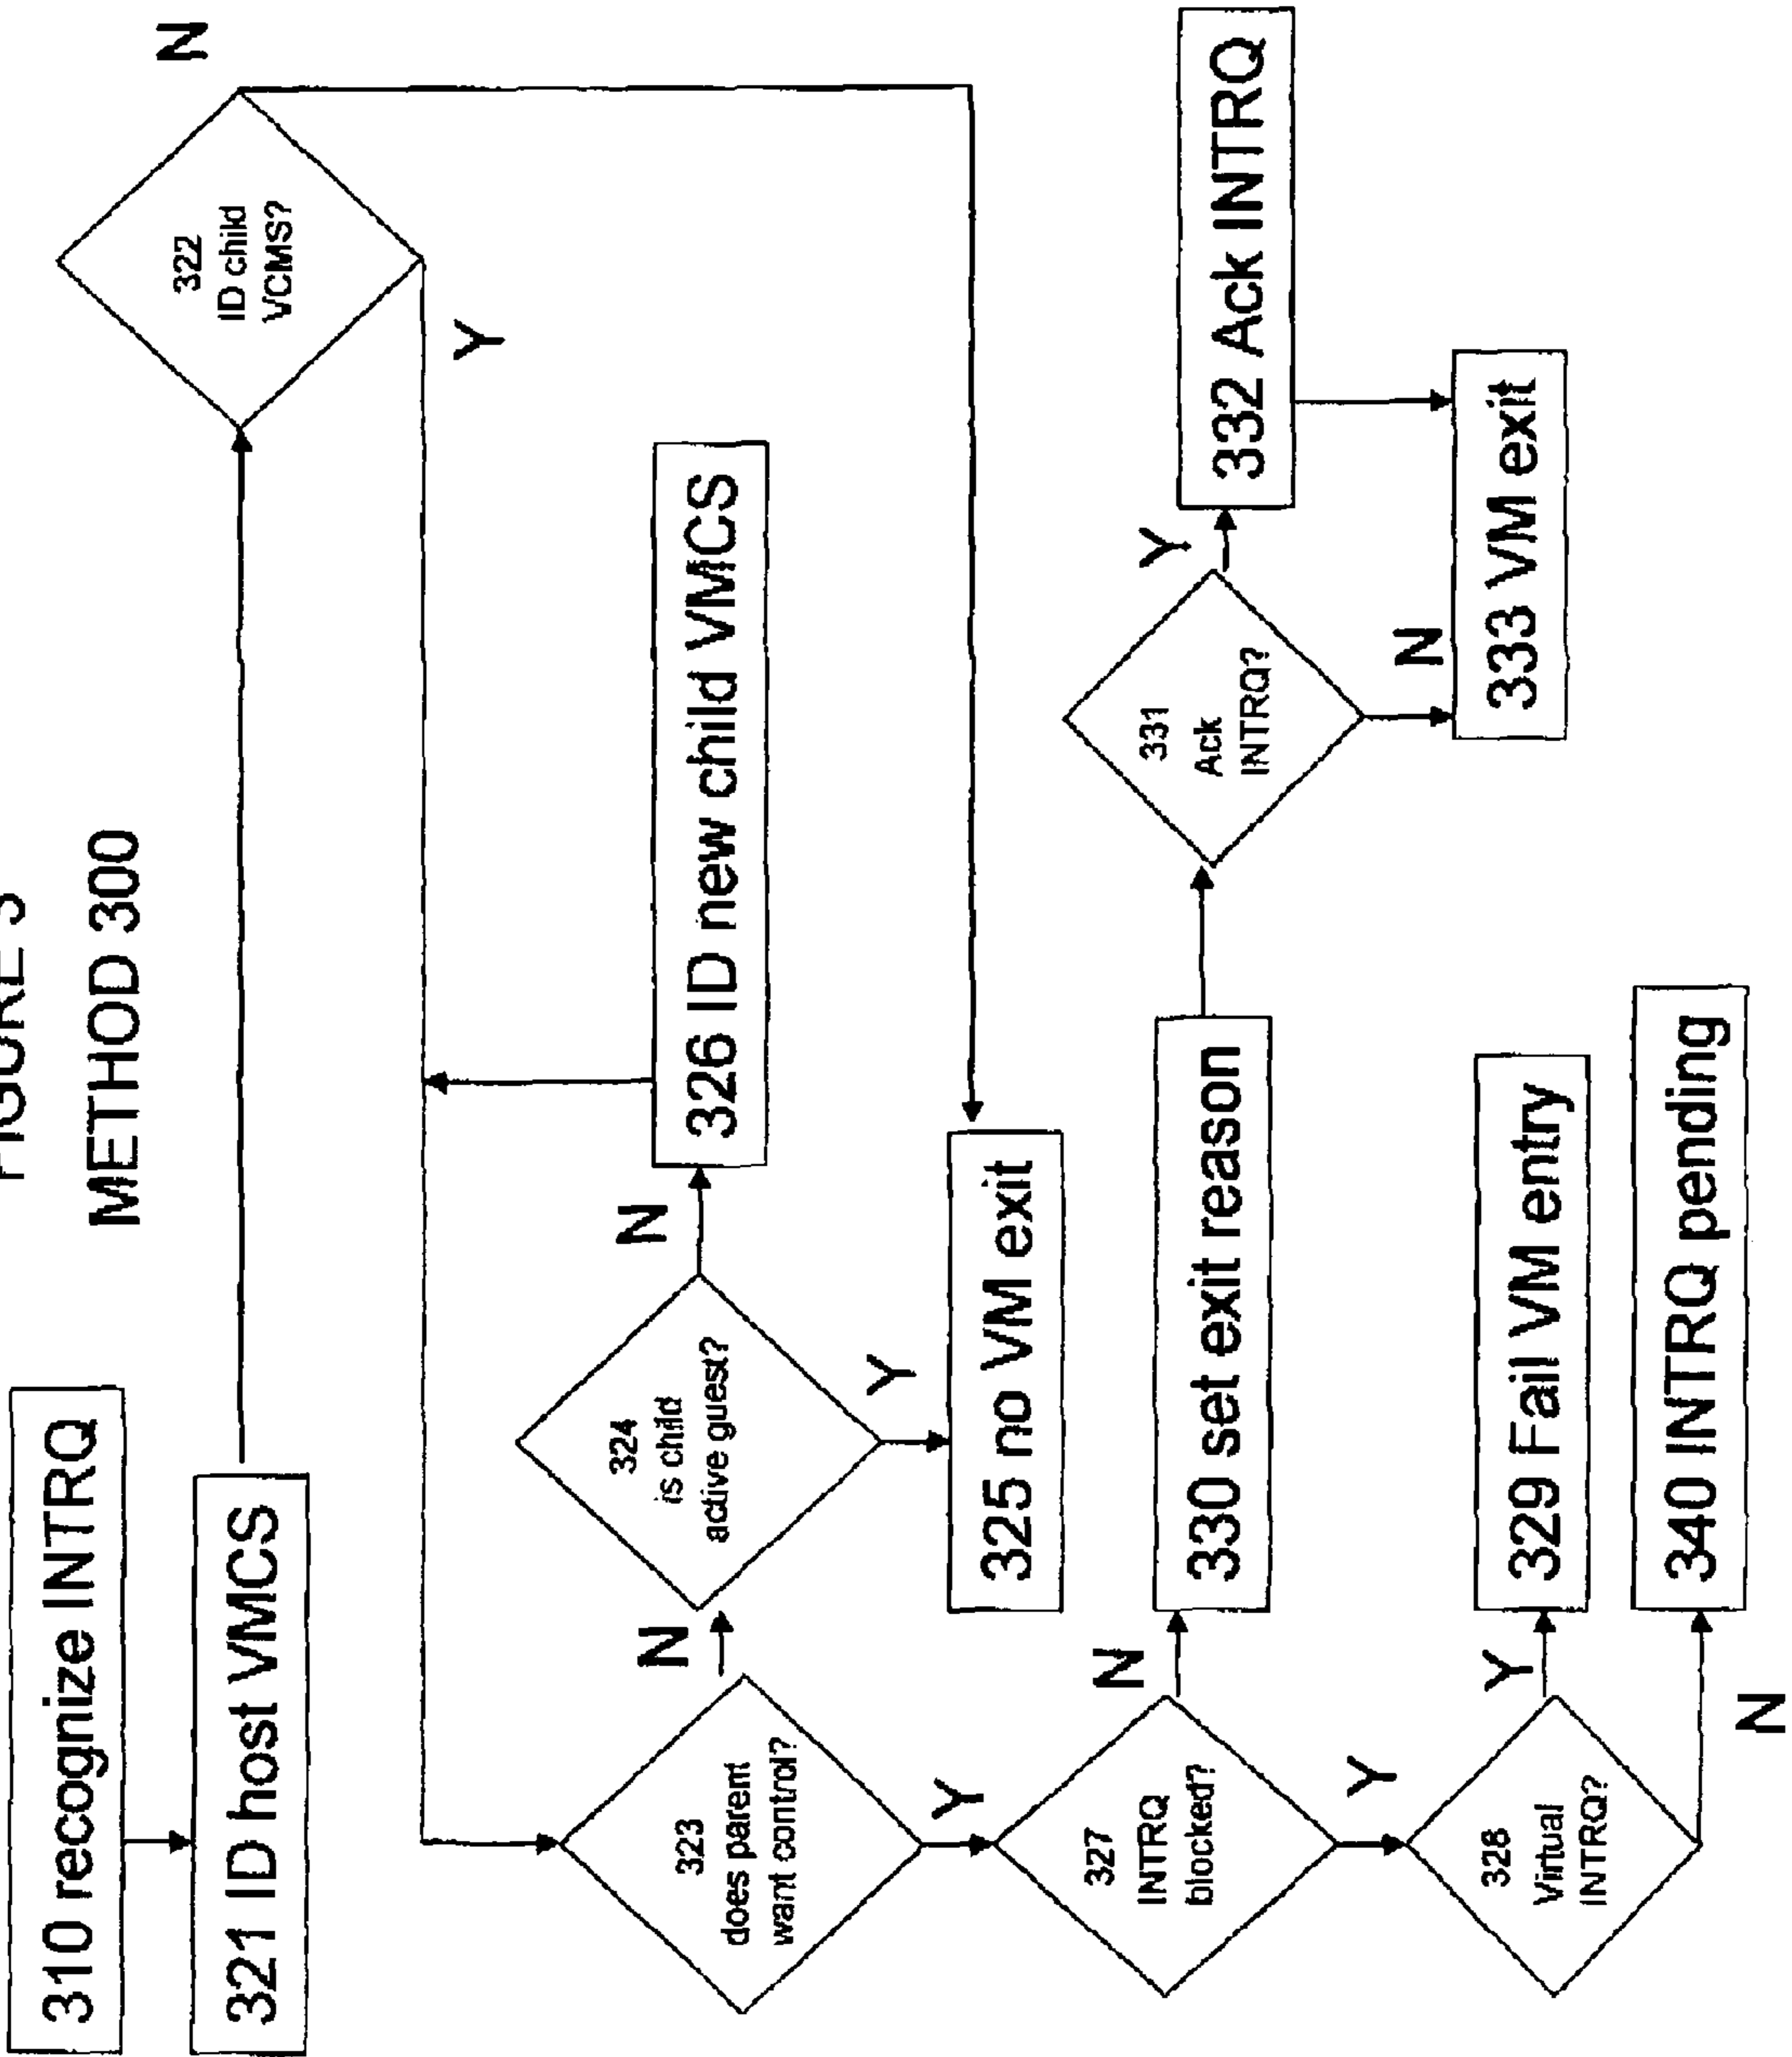 FIGURE 3
METHOD 300
310 recognize INTRQ
321 ID host VMCS
322
ID child
VCMS?
N
Y
323
does parent
want control?
N
Y
324
is child
active guest?
N
Y
326 ID new child VMCS
325 no VM exit
327
INTRQ
blocked?
N
Y
330 set exit reason
331
Ack
INTRQ?
Y
N
332 Ack INTRQ
333 VM exit
328
Virtual
INTRQ?
Y
N
329 Fail VM entry
340 INTRQ pending